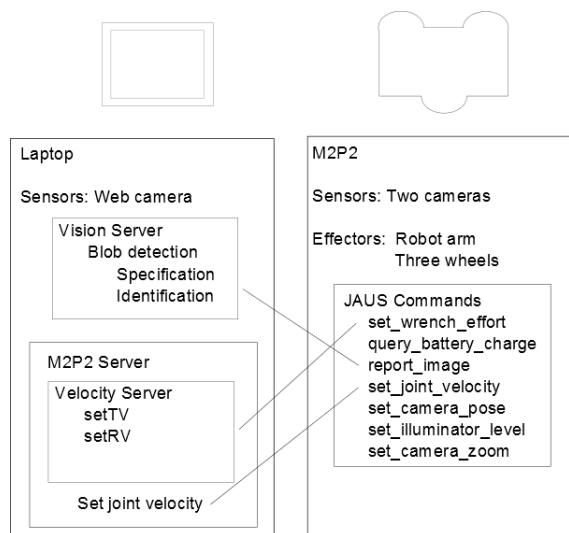 Laptop
Sensors: Web camera
Vision Server
Blob detection
Specification
Identification
M2P2 Server
Velocity Server
setTV
setRV
Set joint velocity
M2P2
Sensors: Two cameras
Effectors: Robot arm
Three wheels
JAUS Commands
set_wrench_effort
query_battery_charge
report_image
set_joint_velocity
set_camera_pose
set_illuminator_level
set_camera_zoom